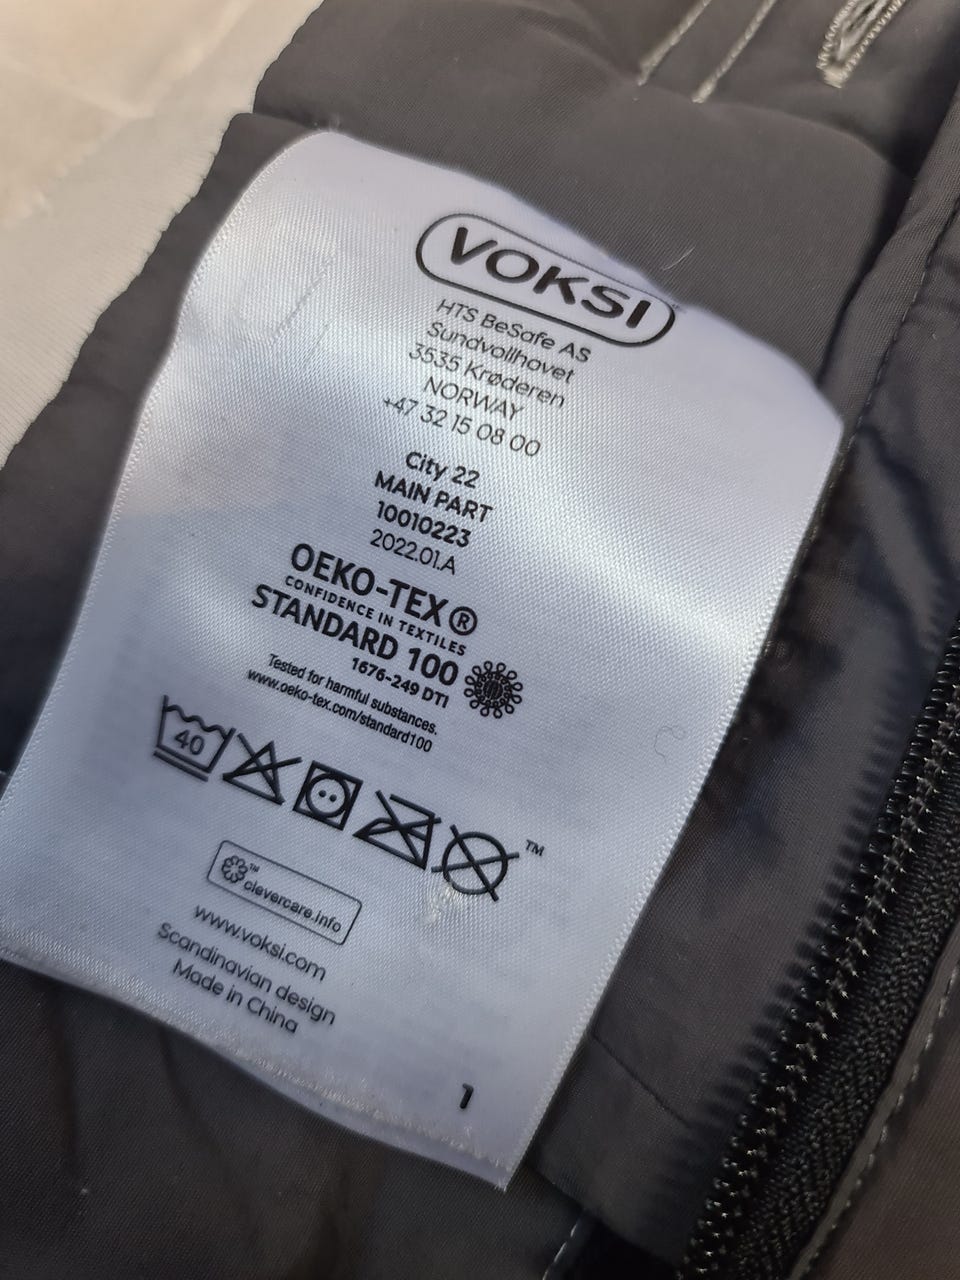 VOKSI
HTS BeSafe AS
Sundvollhovet
3535 Krøderen
NORWAY
+47 32 15 08 00
City 22
MAIN PART
10010223
2022.01.A
OEKO-TEX®
CONFIDENCE IN TEXTILES
STANDARD 100
1676-249 DTI
Tested for harmful substances.
www.oeko-tex.com/standard100
40
™
™
clevercare.info
www.voksi.com
Scandinavian design
Made in China
1